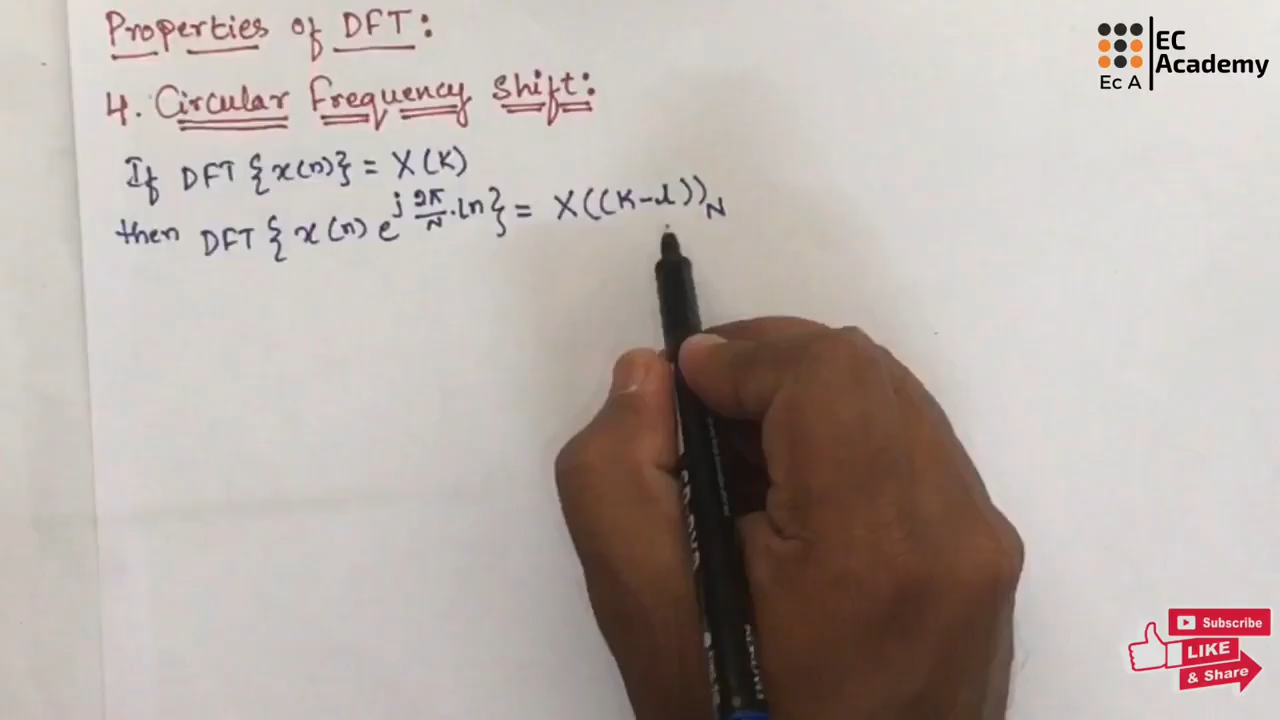 Properties of DFT:
4. Circular Frequency Shift:
If DFT {x(n)} = X(K)
then DFT {x(n) e^{j 2π/N .ln}} = X((K-l))_N
EC
Academy
Ec A
Subscribe
LIKE
& Share